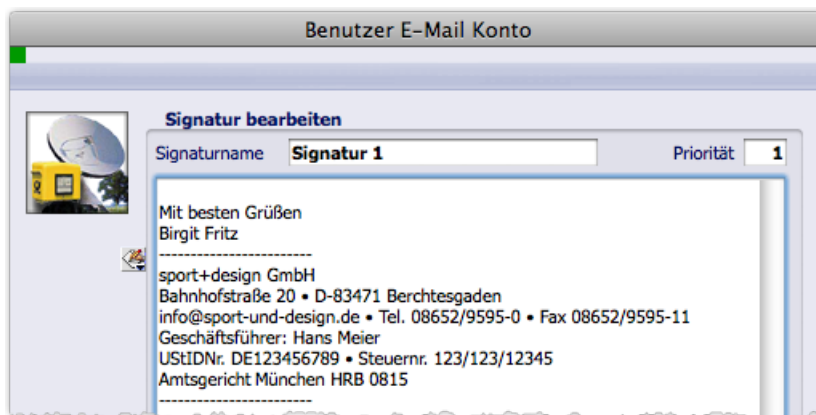 Benutzer E-Mail Konto
Signatur bearbeiten
Signaturname Signatur 1 Priorität 1
Mit besten Grüßen
Birgit Fritz
------------------------
sport+design GmbH
Bahnhofstraße 20 • D-83471 Berchtesgaden
info@sport-und-design.de • Tel. 08652/9595-0 • Fax 08652/9595-11
Geschäftsführer: Hans Meier
UStIDNr. DE123456789 • Steuernr. 123/123/12345
Amtsgericht München HRB 0815
------------------------